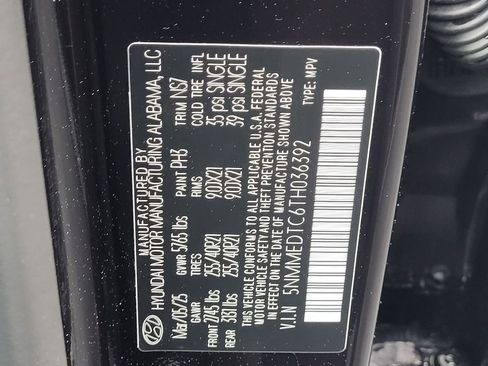 MANUFACTURED BY
HYUNDAI MOTOR MANUFACTURING ALABAMA, LLC
Mar/05/25 GVWR 5765 lbs PAINT PH3 TRIM NS7
GAWR TIRES RIMS COLD TIRE INFL
FRONT 2745 lbs 255/40R21 9.0JX21 35 psi SINGLE
REAR 3319 lbs 255/40R21 9.0JX21 39 psi SINGLE
THIS VEHICLE CONFORMS TO ALL APPLICABLE U.S.A. FEDERAL
MOTOR VEHICLE SAFETY AND THEFT PREVENTION STANDARDS IN
EFFECT ON THE DATE OF MANUFACTURE SHOWN ABOVE.
V.I.N 5NMMEDTC6TH036392 TYPE: MPV